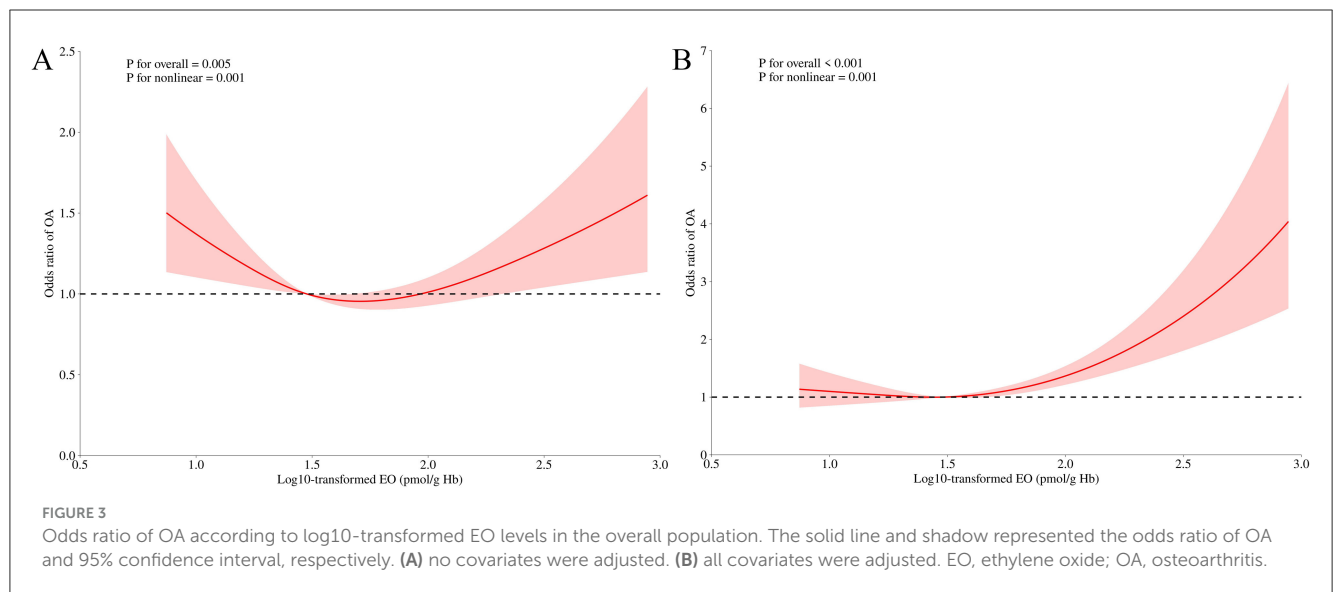 A
P for overall = 0.005
P for nonlinear = 0.001
2.5
2.0
1.5
1.0
0.5
0.0
Odds ratio of OA
0.5 1.0 1.5 2.0 2.5 3.0
Log10-transformed EO (pmol/g Hb)
B
P for overall < 0.001
P for nonlinear = 0.001
7
6
5
4
3
2
1
0
Odds ratio of OA
0.5 1.0 1.5 2.0 2.5 3.0
Log10-transformed EO (pmol/g Hb)
FIGURE 3
Odds ratio of OA according to log10-transformed EO levels in the overall population. The solid line and shadow represented the odds ratio of OA
and 95% confidence interval, respectively. (A) no covariates were adjusted. (B) all covariates were adjusted. EO, ethylene oxide; OA, osteoarthritis.